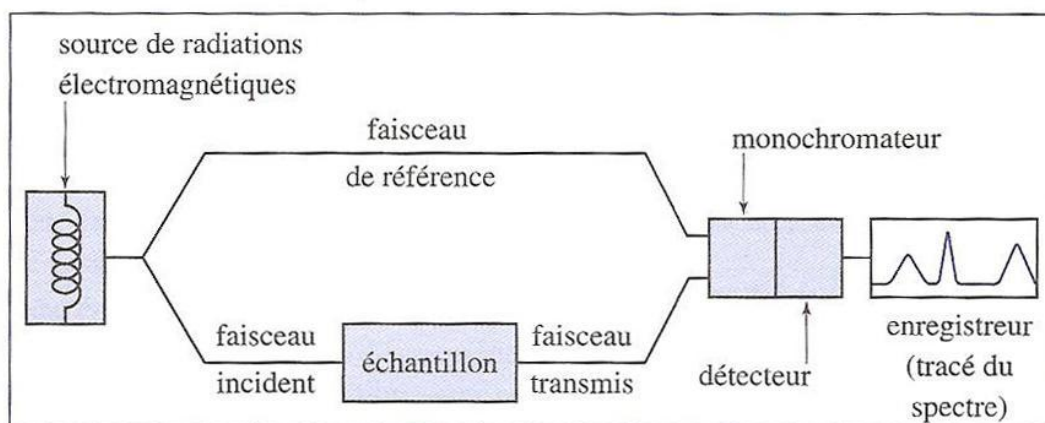 source de radiations
électromagnétiques
faisceau
de référence
monochromateur
faisceau
incident
échantillon
faisceau
transmis
détecteur
enregistreur
(tracé du
spectre)